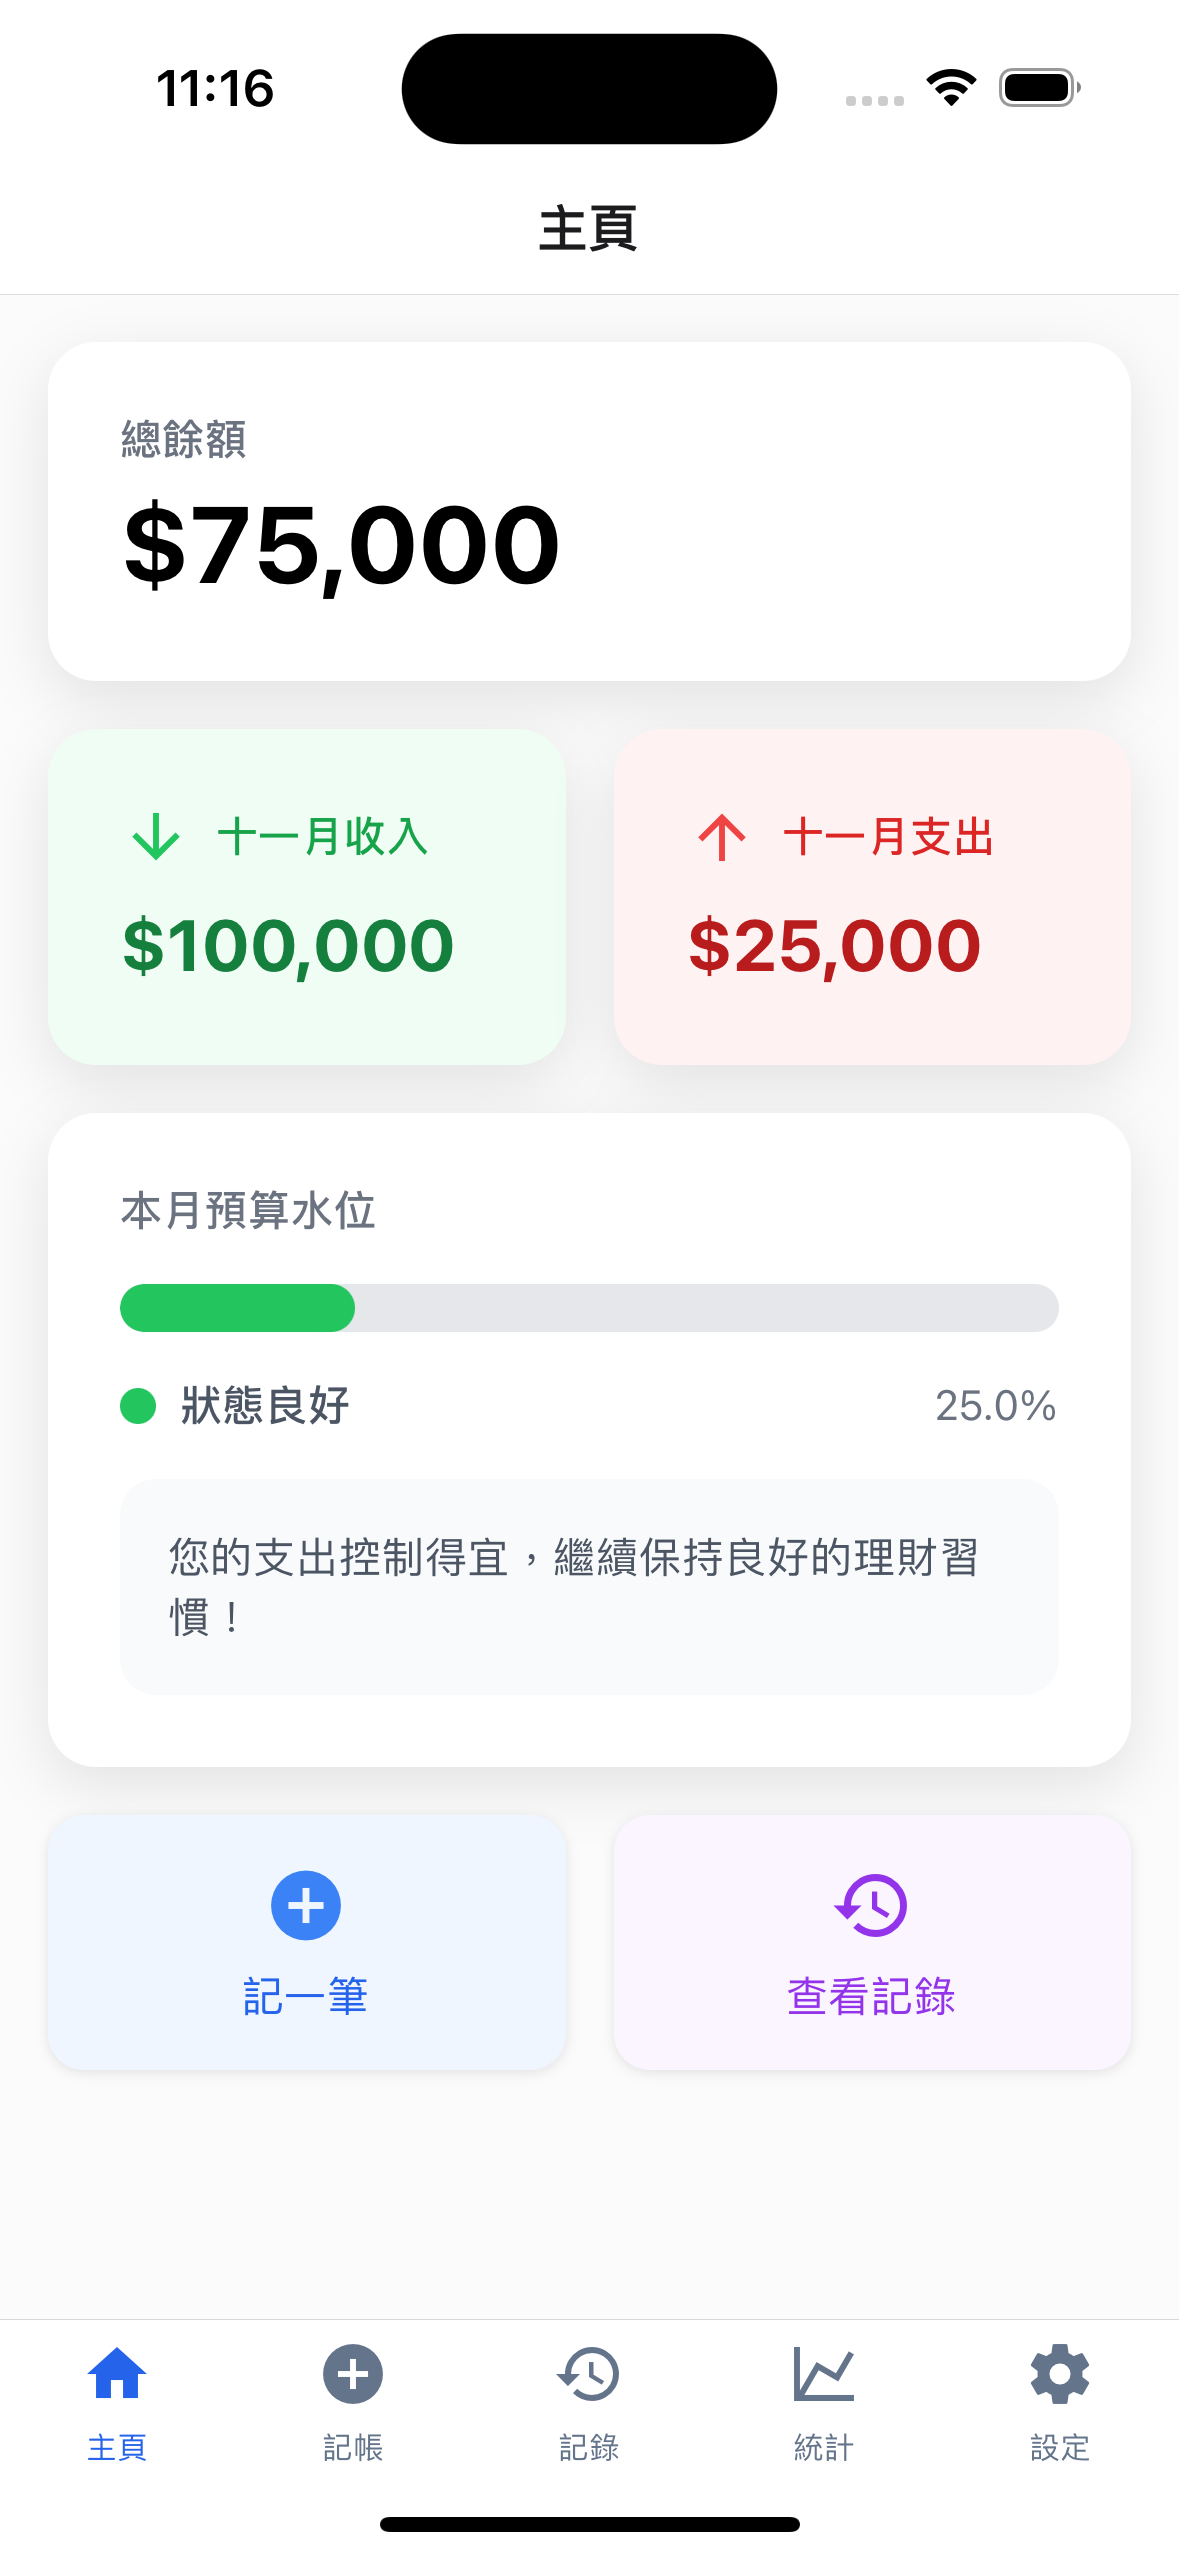 11:16
主頁
總餘額
$75,000
十一月收入
$100,000
十一月支出
$25,000
本月預算水位
狀態良好
25.0%
您的支出控制得宜，繼續保持良好的理財習
慣！
記一筆
查看記錄
主頁
記帳
記錄
統計
設定